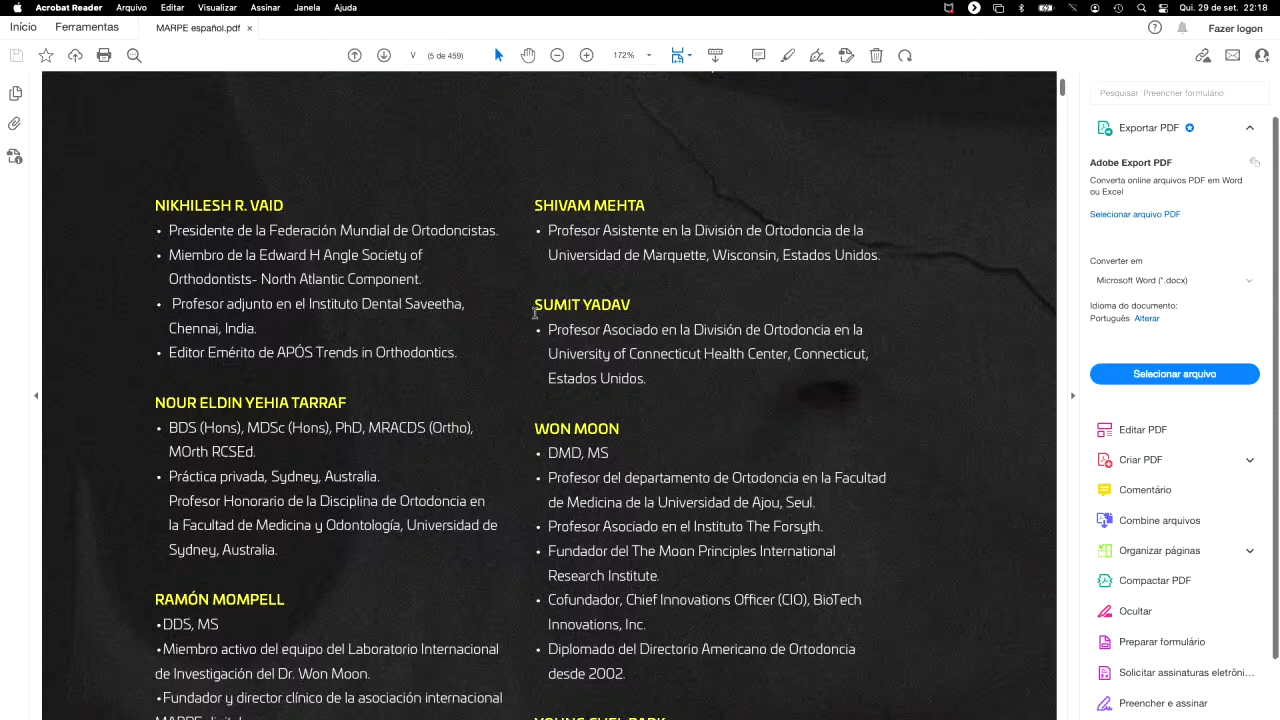 Acrobat Reader Arquivo Editar Visualizar Assinar Janela Ajuda Qui. 29 de set. 22:18
Início Ferramentas MARPE español.pdf × Fazer logon
V (5 de 459) 172%
NIKHILESH R. VAID
• Presidente de la Federación Mundial de Ortodoncistas.
• Miembro de la Edward H Angle Society of
Orthodontists- North Atlantic Component.
• Profesor adjunto en el Instituto Dental Saveetha,
Chennai, India.
• Editor Emérito de APÓS Trends in Orthodontics.
NOUR ELDIN YEHIA TARRAF
• BDS (Hons), MDSc (Hons), PhD, MRACDS (Ortho),
MOrth RCSEd.
• Práctica privada, Sydney, Australia.
Profesor Honorario de la Disciplina de Ortodoncia en
la Facultad de Medicina y Odontología, Universidad de
Sydney, Australia.
RAMÓN MOMPELL
•DDS, MS
•Miembro activo del equipo del Laboratorio Internacional
de Investigación del Dr. Won Moon.
•Fundador y director clínico de la asociación internacional
SHIVAM MEHTA
• Profesor Asistente en la División de Ortodoncia de la
Universidad de Marquette, Wisconsin, Estados Unidos.
SUMIT YADAV
• Profesor Asociado en la División de Ortodoncia en la
University of Connecticut Health Center, Connecticut,
Estados Unidos.
WON MOON
• DMD, MS
• Profesor del departamento de Ortodoncia en la Facultad
de Medicina de la Universidad de Ajou, Seul.
• Profesor Asociado en el Instituto The Forsyth.
• Fundador del The Moon Principles International
Research Institute.
• Cofundador, Chief Innovations Officer (CIO), BioTech
Innovations, Inc.
• Diplomado del Directorio Americano de Ortodoncia
desde 2002.
Pesquisar 'Preencher formulário'
Exportar PDF
Adobe Export PDF
Converta online arquivos PDF em Word
ou Excel
Selecionar arquivo PDF
Converter em
Microsoft Word (*.docx)
Idioma do documento:
Português Alterar
Selecionar arquivo
Editar PDF
Criar PDF
Comentário
Combine arquivos
Organizar páginas
Compactar PDF
Ocultar
Preparar formulário
Solicitar assinaturas eletrôni...
Preencher e assinar